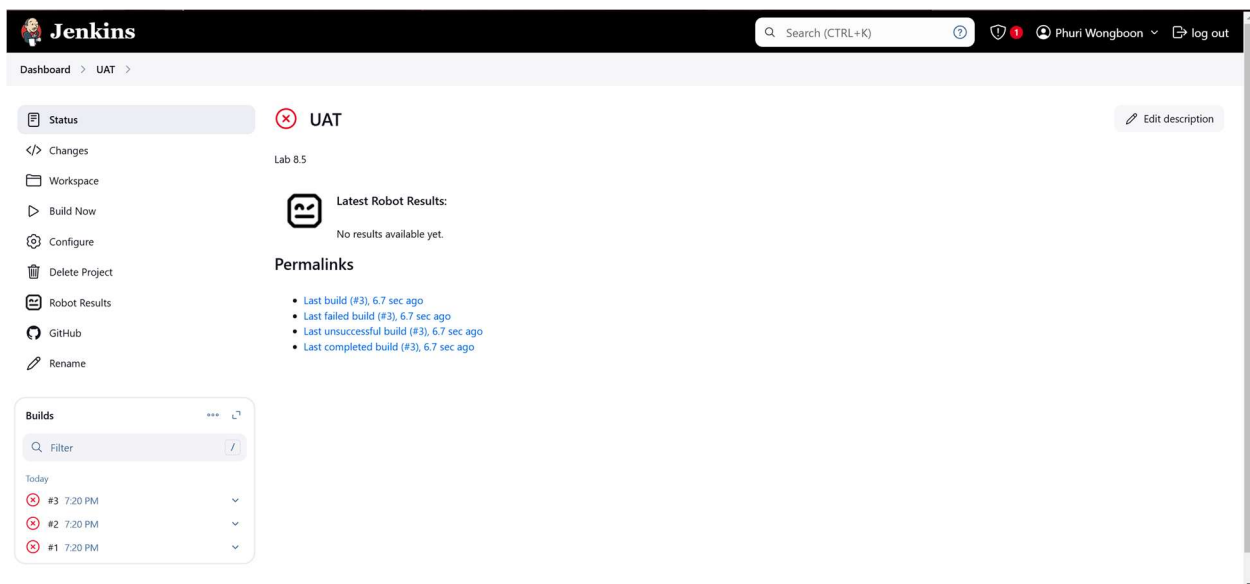 Jenkins
Search (CTRL+K)
?
1
Phuri Wongboon
log out
Dashboard > UAT >
Status
Changes
Workspace
Build Now
Configure
Delete Project
Robot Results
GitHub
Rename
Builds
Filter
/
Today
#3 7:20 PM
#2 7:20 PM
#1 7:20 PM
UAT
Edit description
Lab 8.5
Latest Robot Results:
No results available yet.
Permalinks
Last build (#3), 6.7 sec ago
Last failed build (#3), 6.7 sec ago
Last unsuccessful build (#3), 6.7 sec ago
Last completed build (#3), 6.7 sec ago